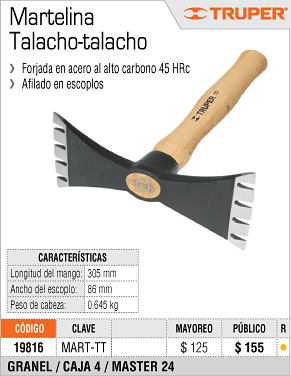 Martelina
Talacho-talacho
TRUPER
❯ Forjada en acero al alto carbono 45 HRc
❯ Afilado en escoplos
TRUPER
CARACTERÍSTICAS
Longitud del mango: 305 mm
Ancho del escoplo: 86 mm
Peso de cabeza: 0.645 kg
CÓDIGO CLAVE MAYOREO PÚBLICO R
19816 MART-TT $ 125 $ 155
GRANEL / CAJA 4 / MASTER 24